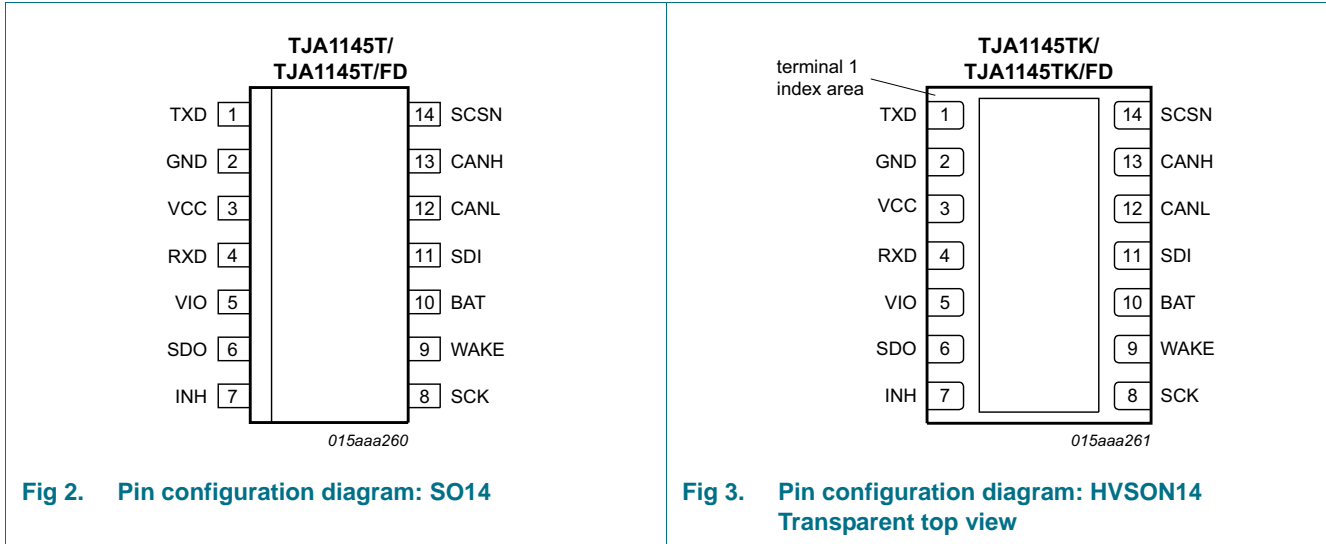 TJA1145T/
TJA1145T/FD
TXD 1
14 SCSN
GND 2
13 CANH
VCC 3
12 CANL
RXD 4
11 SDI
VIO 5
10 BAT
SDO 6
9 WAKE
INH 7
8 SCK
015aaa260
Fig 2. Pin configuration diagram: SO14
TJA1145TK/
TJA1145TK/FD
terminal 1
index area
TXD 1
14 SCSN
GND 2
13 CANH
VCC 3
12 CANL
RXD 4
11 SDI
VIO 5
10 BAT
SDO 6
9 WAKE
INH 7
8 SCK
015aaa261
Fig 3. Pin configuration diagram: HVSON14
Transparent top view